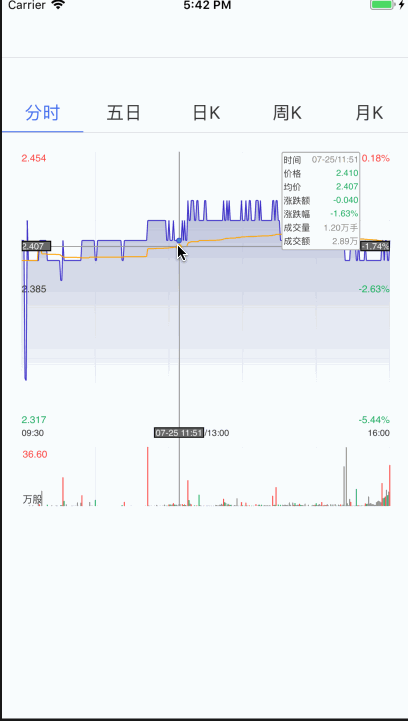 Carrier 5:42 PM
分时 五日 日K 周K 月K
2.454 0.18%
时间 07-25/11:51
价格 2.410
均价 2.407
涨跌额 -0.040
涨跌幅 -1.63%
成交量 1.20万手
成交额 2.89万
2.407 -1.74%
2.385 -2.63%
2.317 -5.44%
09:30 07-25 11:51 /13:00 16:00
36.60
万股